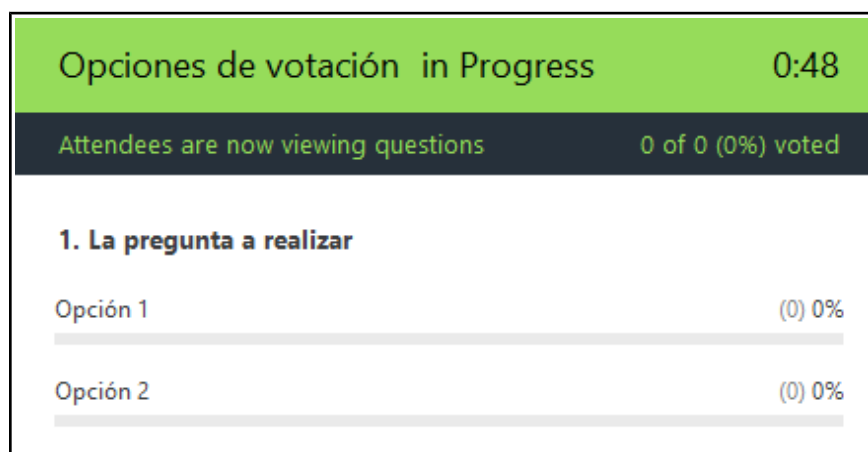 Opciones de votación in Progress 0:48
Attendees are now viewing questions 0 of 0 (0%) voted
1. La pregunta a realizar
Opción 1 (0) 0%
Opción 2 (0) 0%